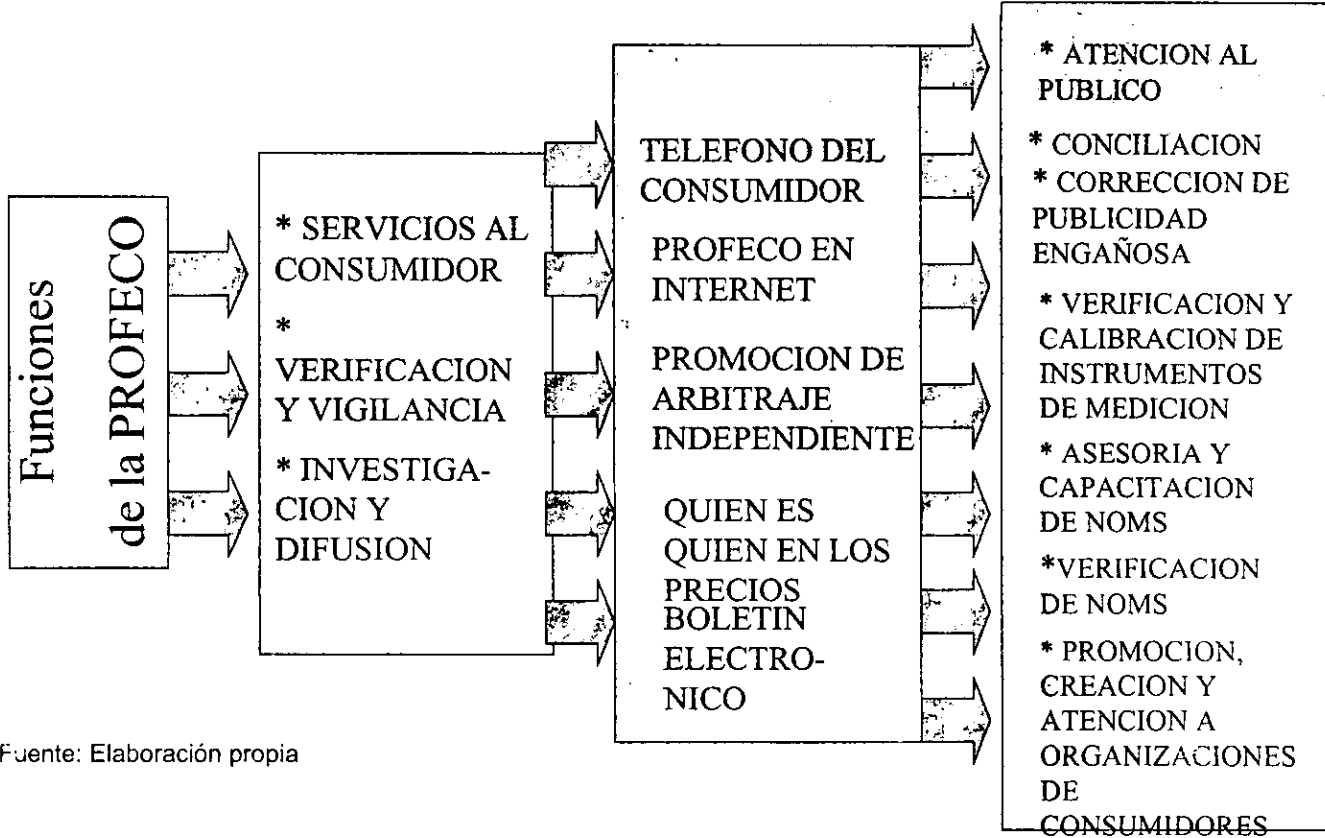 Funciones
de la PROFECO
* SERVICIOS AL
CONSUMIDOR
*
VERIFICACION
Y VIGILANCIA
* INVESTIGA-
CION Y
DIFUSION
TELEFONO DEL
CONSUMIDOR
PROFECO EN
INTERNET
PROMOCION DE
ARBITRAJE
INDEPENDIENTE
QUIEN ES
QUIEN EN LOS
PRECIOS
BOLETIN
ELECTRO-
NICO
* ATENCION AL
PUBLICO
* CONCILIACION
* CORRECCION DE
PUBLICIDAD
ENGAÑOSA
* VERIFICACION Y
CALIBRACION DE
INSTRUMENTOS
DE MEDICION
* ASESORIA Y
CAPACITACION
DE NOMS
*VERIFICACION
DE NOMS
* PROMOCION,
CREACION Y
ATENCION A
ORGANIZACIONES
DE
CONSUMIDORES
Fuente: Elaboración propia